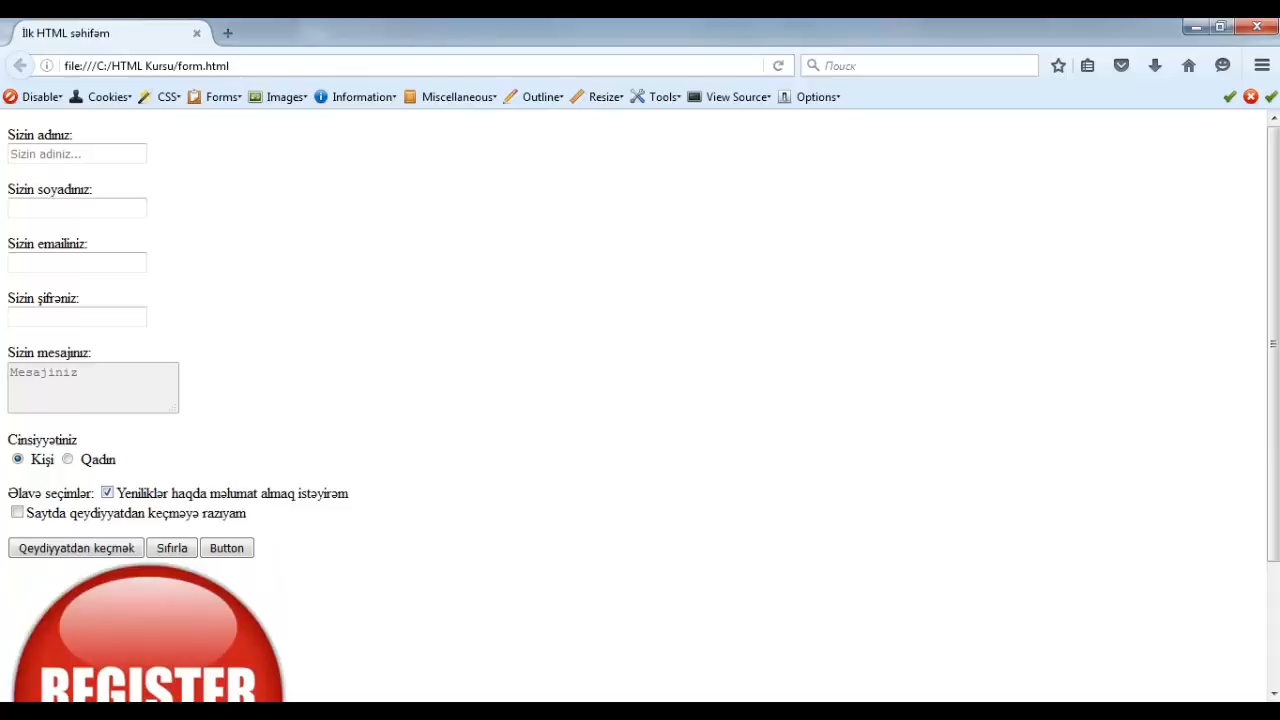 İlk HTML səhifəm
file:///C:/HTML Kursu/form.html
Поиск
Disable Cookies CSS Forms Images Information Miscellaneous Outline Resize Tools View Source Options
Sizin adınız:
Sizin adiniz...
Sizin soyadınız:
Sizin emailiniz:
Sizin şifrəniz:
Sizin mesajınız:
Mesajiniz
Cinsiyyətiniz
Kişi Qadın
Əlavə seçimlər: Yeniliklər haqda məlumat almaq istəyirəm
Saytda qeydiyyatdan keçməyə razıyam
Qeydiyyatdan keçmək Sıfırla Button
REGISTER